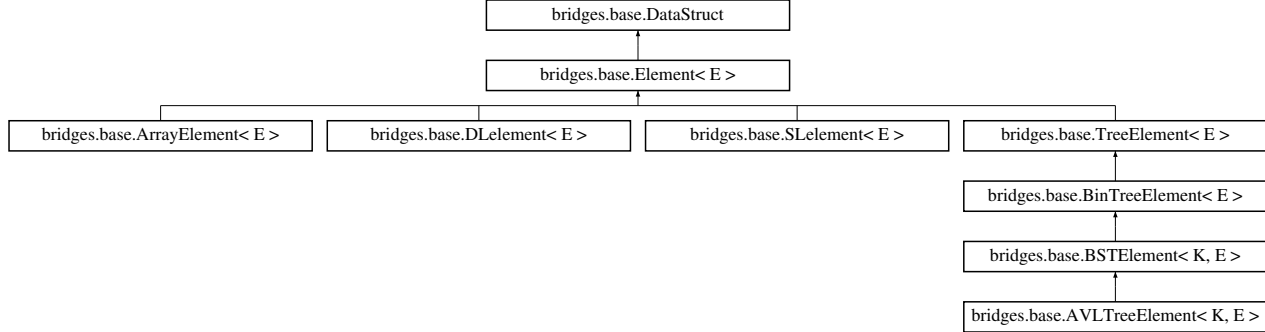 bridges.base.DataStruct
bridges.base.Element< E >
bridges.base.ArrayElement< E >
bridges.base.DLelement< E >
bridges.base.SLelement< E >
bridges.base.TreeElement< E >
bridges.base.BinTreeElement< E >
bridges.base.BSTElement< K, E >
bridges.base.AVLTreeElement< K, E >